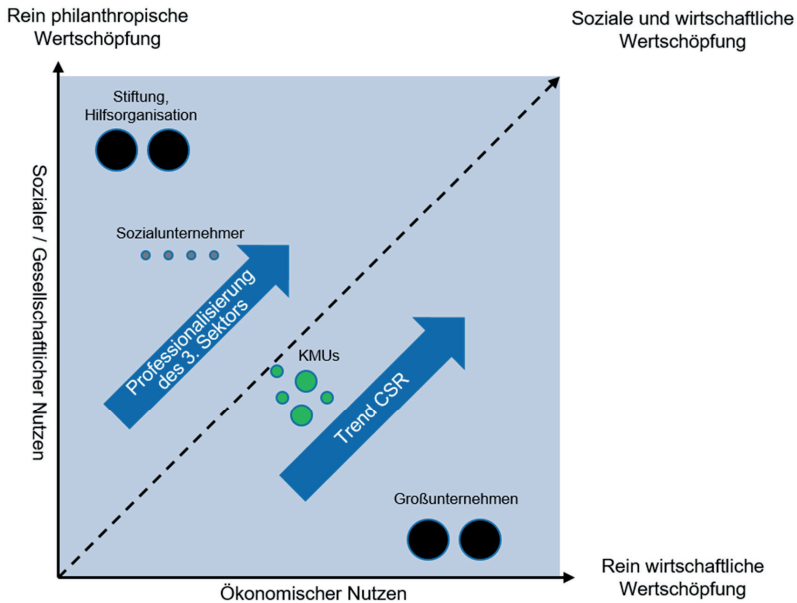 Rein philanthropische
Wertschöpfung
Soziale und wirtschaftliche
Wertschöpfung
Stiftung,
Hilfsorganisation
Sozialer / Gesellschaftlicher Nutzen
Sozialunternehmer
Professionalisierung
des 3. Sektors
KMUs
Trend CSR
Großunternehmen
Rein wirtschaftliche
Wertschöpfung
Ökonomischer Nutzen